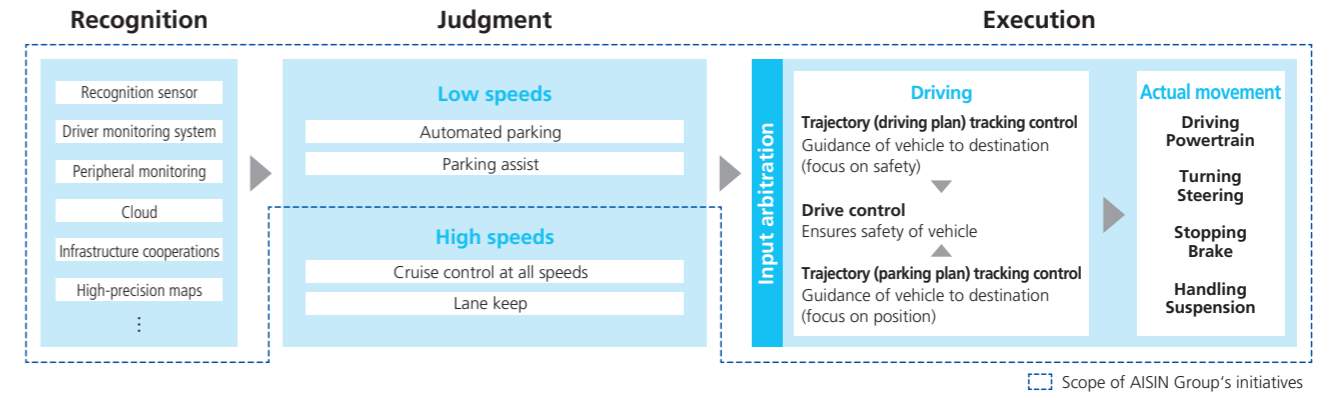 Recognition
Judgment
Execution
Recognition sensor
Driver monitoring system
Peripheral monitoring
Cloud
Infrastructure cooperations
High-precision maps
⋮
Low speeds
Automated parking
Parking assist
High speeds
Cruise control at all speeds
Lane keep
Input arbitration
Driving
Trajectory (driving plan) tracking control
Guidance of vehicle to destination
(focus on safety)
Drive control
Ensures safety of vehicle
Trajectory (parking plan) tracking control
Guidance of vehicle to destination
(focus on position)
Actual movement
Driving
Powertrain
Turning
Steering
Stopping
Brake
Handling
Suspension
Scope of AISIN Group's initiatives